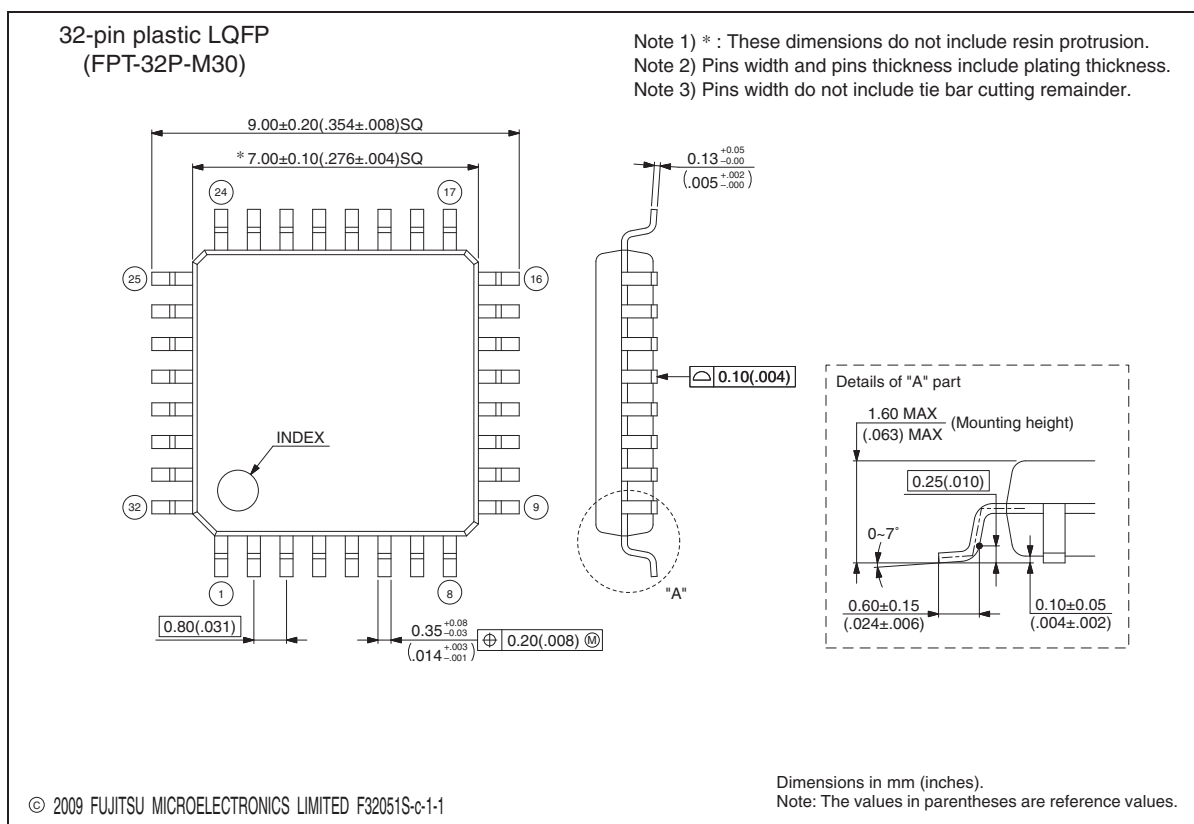 32-pin plastic LQFP
(FPT-32P-M30)
Note 1) * : These dimensions do not include resin protrusion.
Note 2) Pins width and pins thickness include plating thickness.
Note 3) Pins width do not include tie bar cutting remainder.
9.00±0.20(.354±.008)SQ
*7.00±0.10(.276±.004)SQ
0.13 +0.05 -0.00
(.005 +.002 -.000)
24
17
25
16
0.10(.004)
Details of "A" part
1.60 MAX
(.063) MAX
(Mounting height)
INDEX
0.25(.010)
32
9
0~7°
1
8
"A"
0.80(.031)
0.35 +0.08 -0.03
(.014 +.003 -.001)
⌖ 0.20(.008) Ⓜ
0.60±0.15
(.024±.006)
0.10±0.05
(.004±.002)
© 2009 FUJITSU MICROELECTRONICS LIMITED F32051S-c-1-1
Dimensions in mm (inches).
Note: The values in parentheses are reference values.